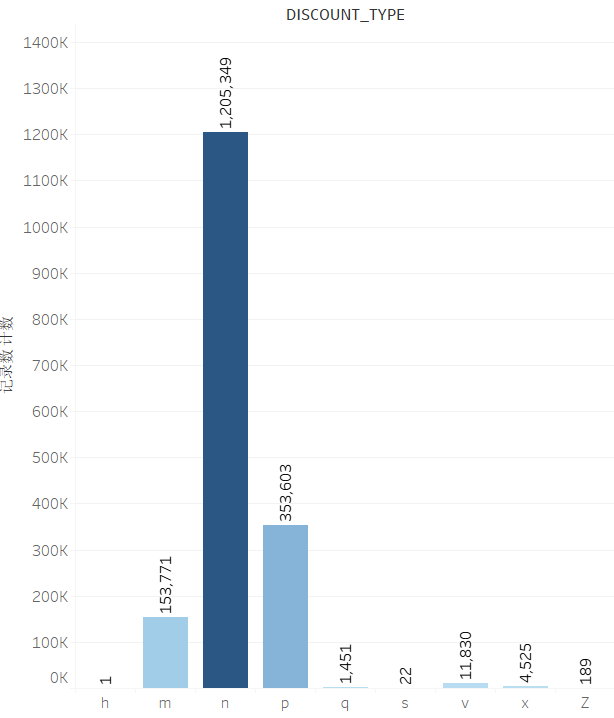 DISCOUNT_TYPE
1400K
1300K
1200K
1100K
1000K
900K
800K
700K
600K
500K
400K
300K
200K
100K
0K
记录数 计数
1
153,771
1,205,349
353,603
1,451
22
11,830
4,525
189
h
m
n
p
q
s
v
x
Z